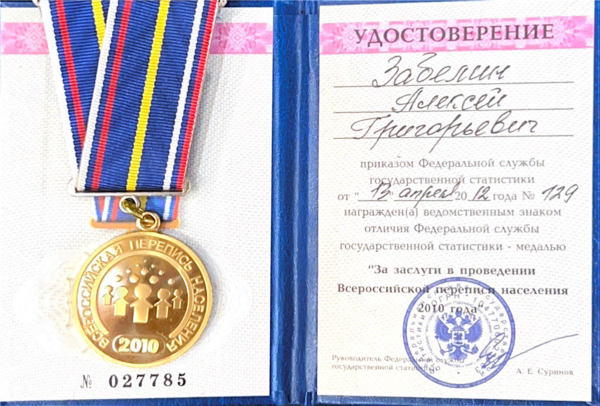 ВСЕРОССИЙСКАЯ ПЕРЕПИСЬ НАСЕЛЕНИЯ
2010
№ 027785
УДОСТОВЕРЕНИЕ
Забелин
Алексей
Григорьевич
приказом Федеральной службы
государственной статистики
от "13" апреля 2012 года № 129
награжден(а) ведомственным знаком
отличия Федеральной службы
государственной статистики - медалью
"За заслуги в проведении
Всероссийской переписи населения
2010 года"
Руководитель Федеральной службы
государственной статистики
А. Е. Суринов